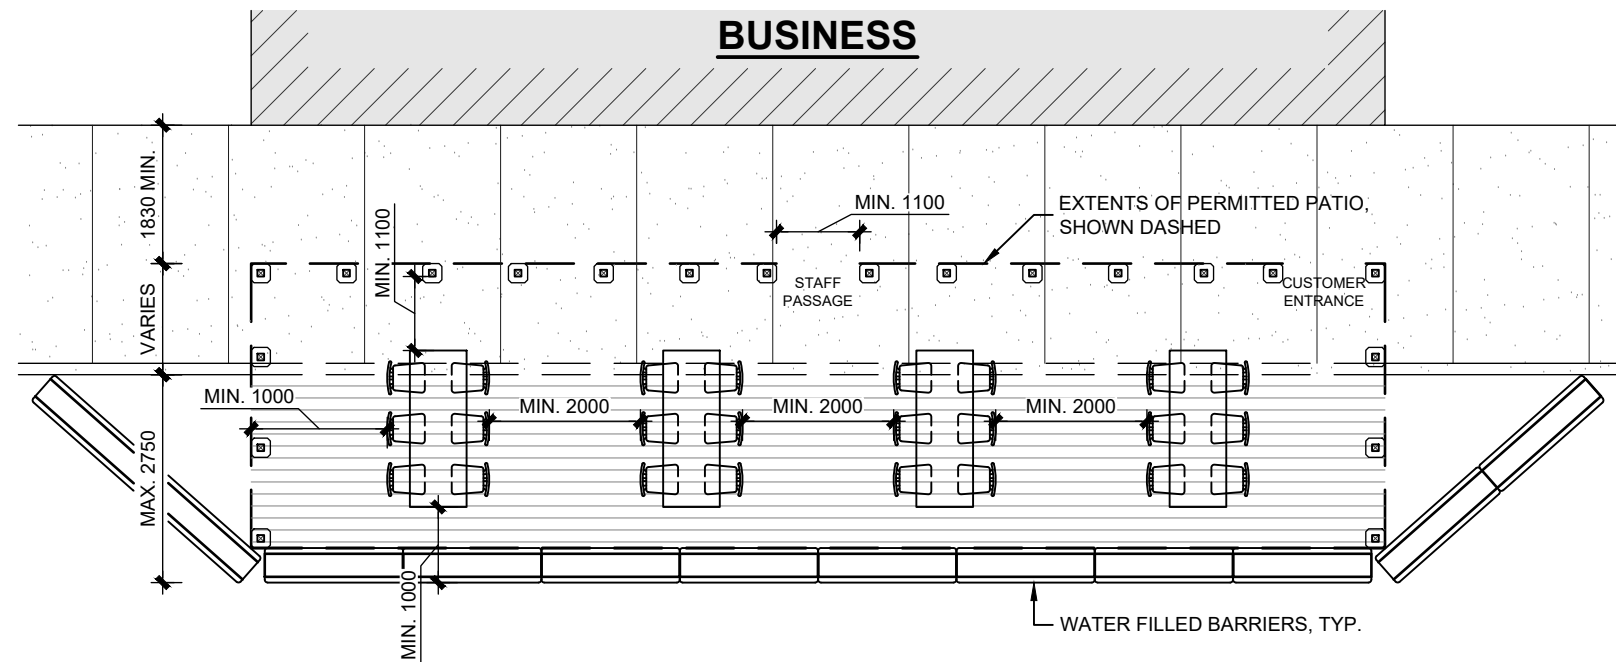 BUSINESS
1830 MIN.
MIN. 1100
MIN. 1100
EXTENTS OF PERMITTED PATIO,
SHOWN DASHED
VARIES
STAFF
PASSAGE
CUSTOMER
ENTRANCE
MIN. 1000
MIN. 2000
MIN. 2000
MIN. 2000
MAX. 2750
MIN. 1000
WATER FILLED BARRIERS, TYP.